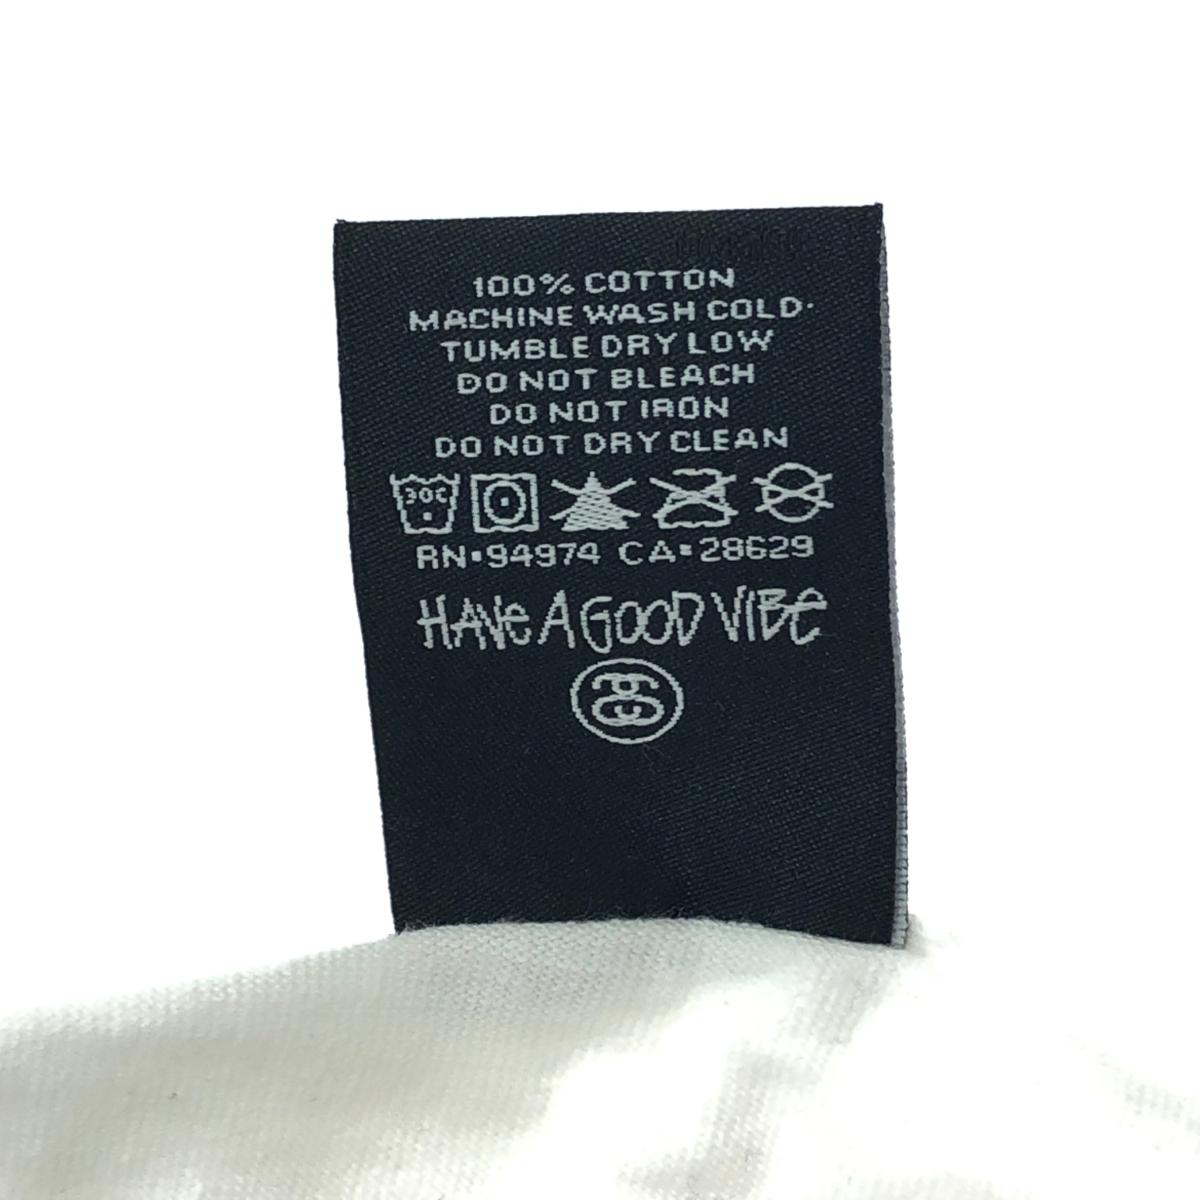 100% COTTON
MACHINE WASH COLD·
TUMBLE DRY LOW
DO NOT BLEACH
DO NOT IRON
DO NOT DRY CLEAN
30C
RN·94974 CA·28629
HAVE A GOOD VIBE